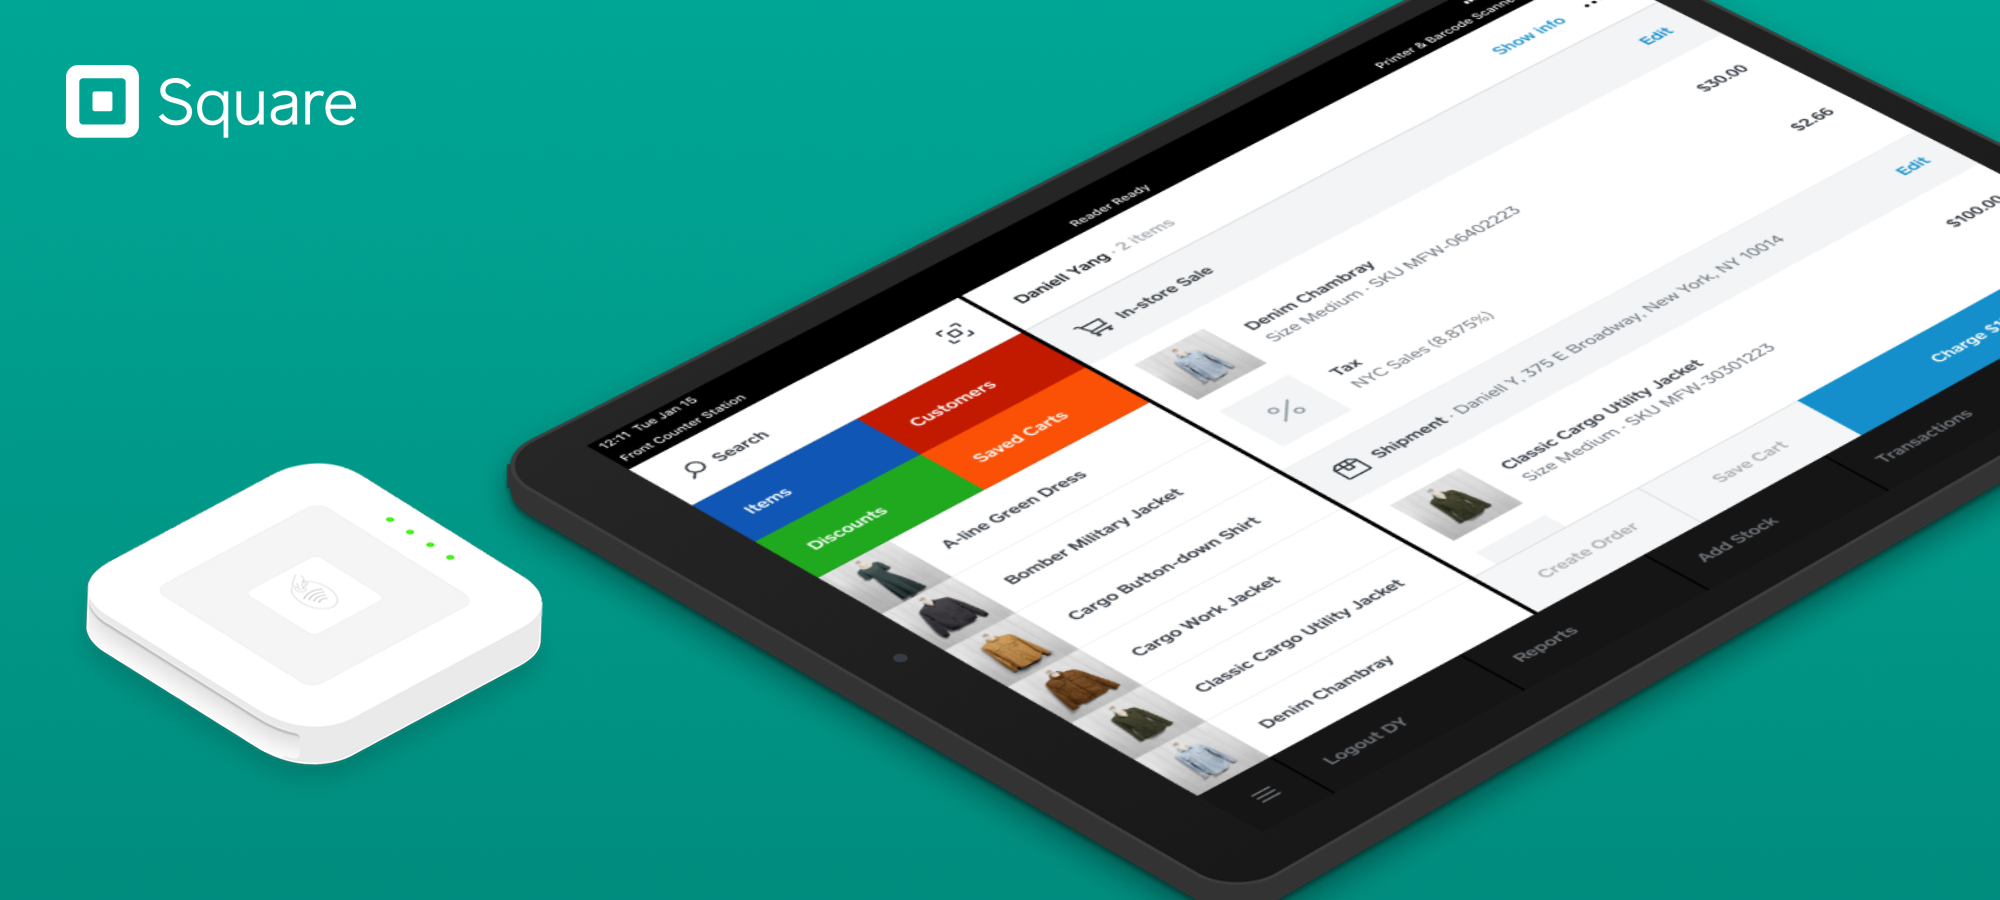 Square
12:11 Tue Jan 15
Front Counter Station
Reader Ready
Printer & Barcode
Search
Items
Customers
Discounts
Saved Carts
A-line Green Dress
Bomber Military Jacket
Cargo Button-down Shirt
Cargo Work Jacket
Classic Cargo Utility Jacket
Denim Chambray
Daniell Yang · 2 items
Show info
In-store Sale
Edit
Denim Chambray
Size Medium · SKU MFW-06402223
$30.00
Tax
NYC Sales (8.875%)
$2.66
Shipment · Daniell Y, 375 E Broadway, New York, NY 10014
Edit
Classic Cargo Utility Jacket
Size Medium · SKU MFW-30301223
$100.00
Create Order
Save Cart
Charge
Logout DY
Reports
Add Stock
Transactions